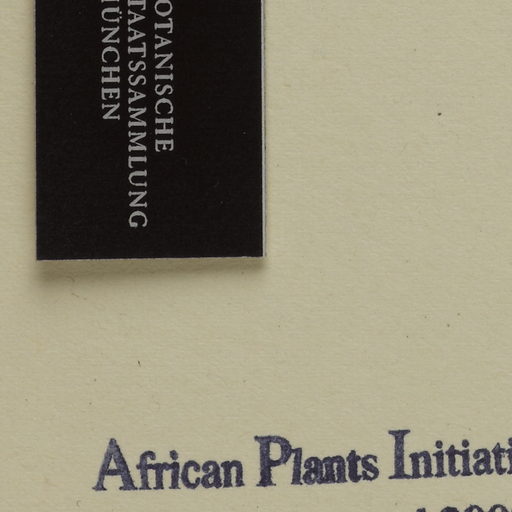 OTANISCHE
TAATSSAMMLUNG
ÜNCHEN
African Plants Initiati